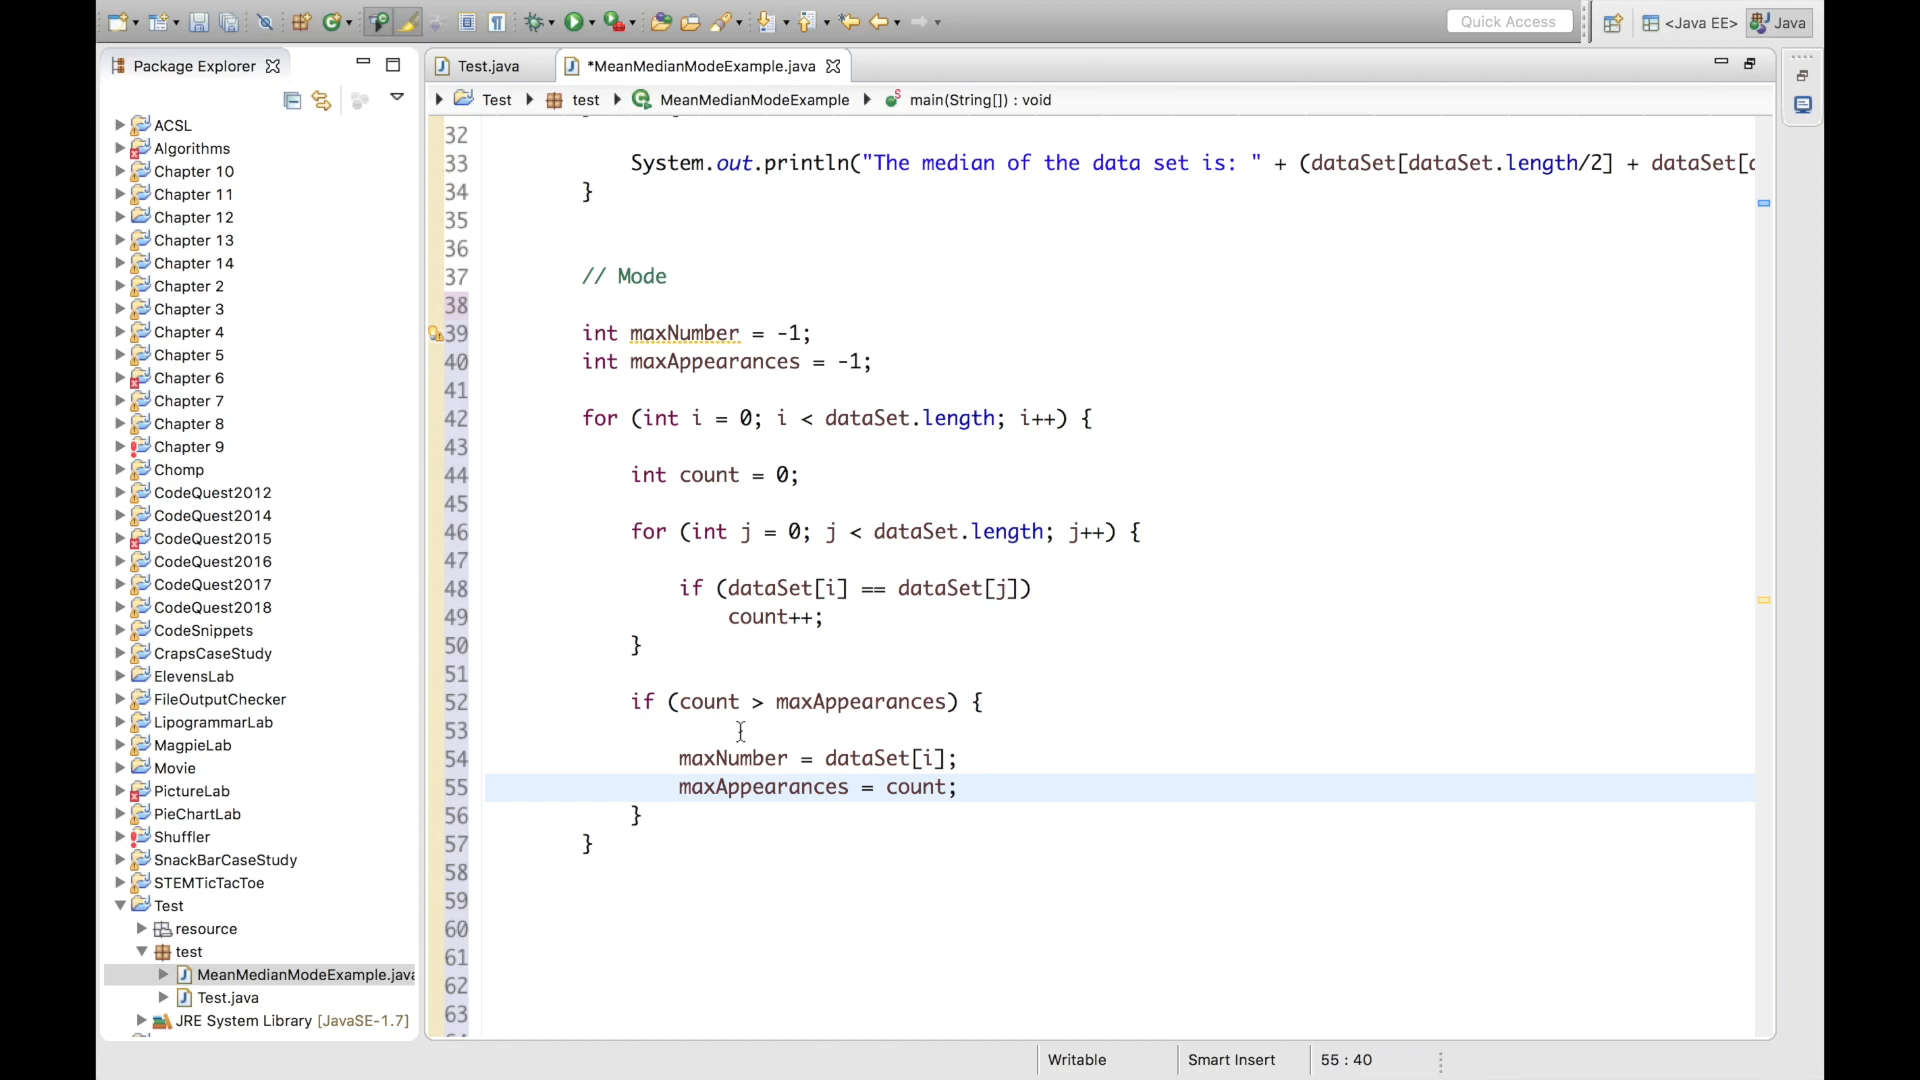 Quick Access
<Java EE>
Java
Package Explorer
Test.java
*MeanMedianModeExample.java
Test
test
MeanMedianModeExample
main(String[]) : void
ACSL
Algorithms
Chapter 10
Chapter 11
Chapter 12
Chapter 13
Chapter 14
Chapter 2
Chapter 3
Chapter 4
Chapter 5
Chapter 6
Chapter 7
Chapter 8
Chapter 9
Chomp
CodeQuest2012
CodeQuest2014
CodeQuest2015
CodeQuest2016
CodeQuest2017
CodeQuest2018
CodeSnippets
CrapsCaseStudy
ElevensLab
FileOutputChecker
LipogrammarLab
MagpieLab
Movie
PictureLab
PieChartLab
Shuffler
SnackBarCaseStudy
STEMTicTacToe
Test
resource
test
MeanMedianModeExample.java
Test.java
JRE System Library [JavaSE-1.7]
32
33 System.out.println("The median of the data set is: " + (dataSet[dataSet.length/2] + dataSet[
34 }
35
36
37 // Mode
38
39 int maxNumber = -1;
40 int maxAppearances = -1;
41
42 for (int i = 0; i < dataSet.length; i++) {
43
44 int count = 0;
45
46 for (int j = 0; j < dataSet.length; j++) {
47
48 if (dataSet[i] == dataSet[j])
49 count++;
50 }
51
52 if (count > maxAppearances) {
53
54 maxNumber = dataSet[i];
55 maxAppearances = count;
56 }
57 }
58
59
60
61
62
63
Writable
Smart Insert
55 : 40